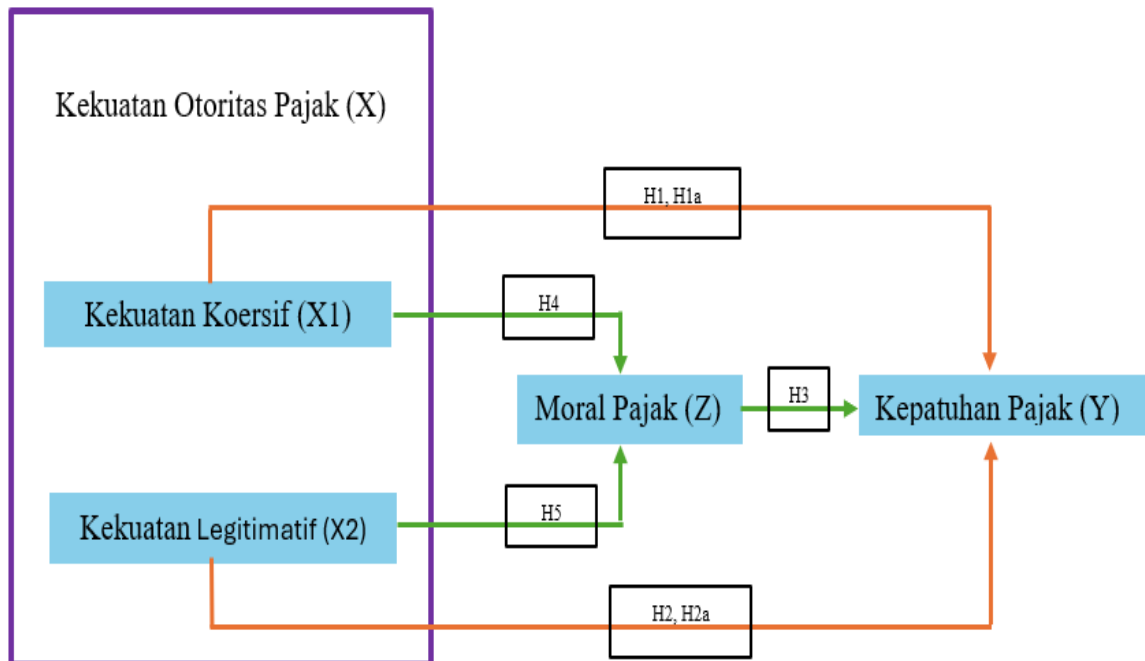 Kekuatan Otoritas Pajak (X)
H1, H1a
Kekuatan Koersif (X1)
H4
Moral Pajak (Z)
H3
Kepatuhan Pajak (Y)
Kekuatan Legitimatif (X2)
H5
H2, H2a